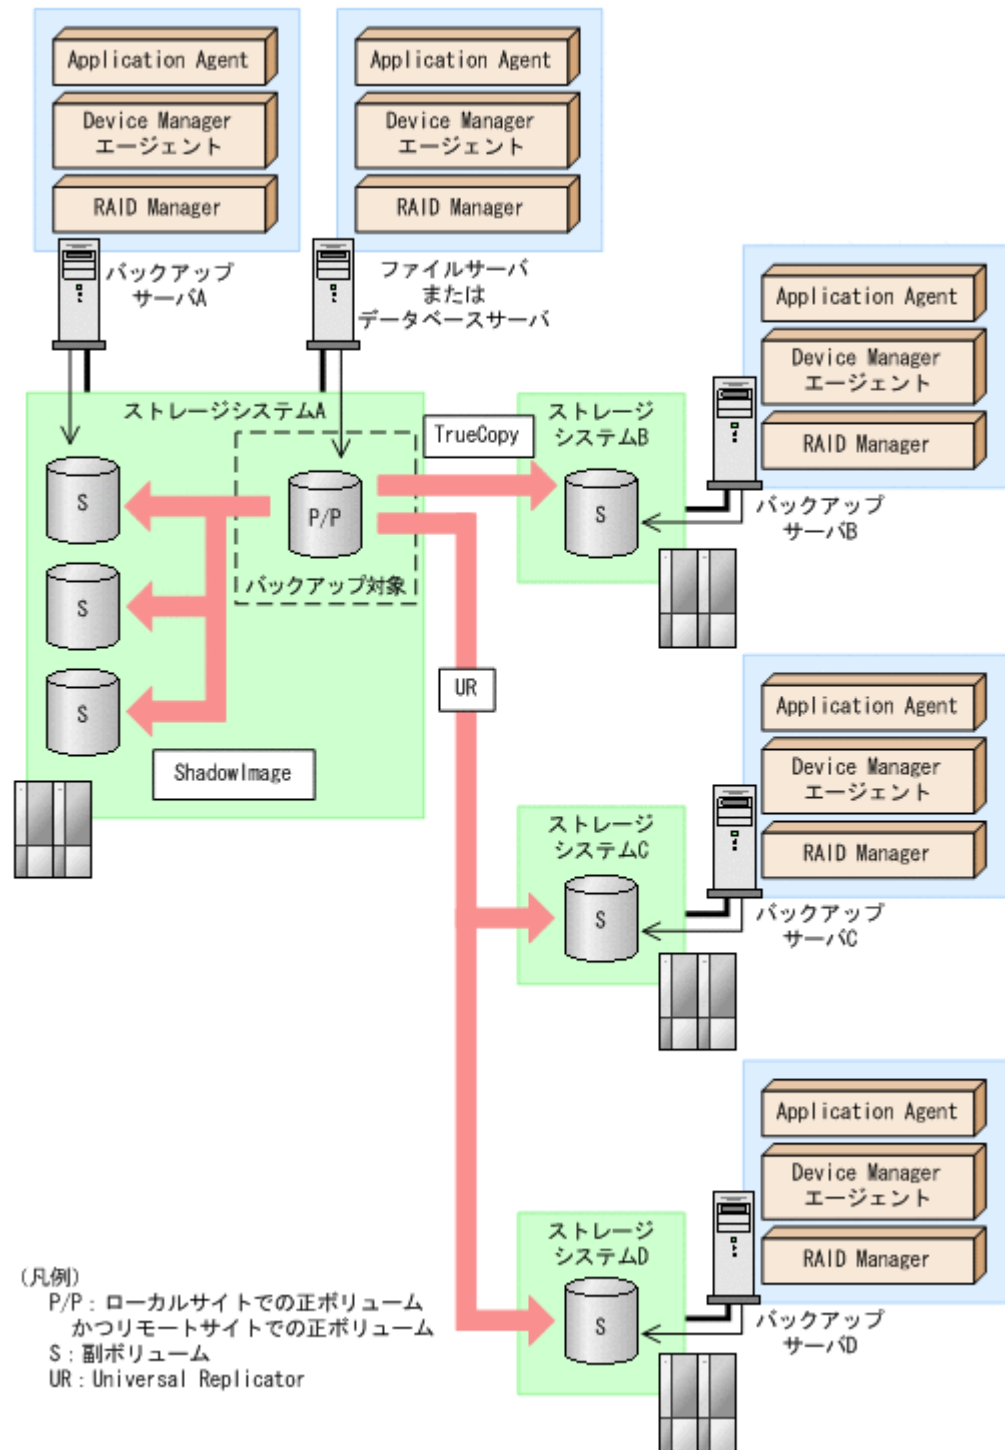 Application Agent
Device Manager
エージェント
RAID Manager
バックアップ
サーバA
Application Agent
Device Manager
エージェント
RAID Manager
ファイルサーバ
または
データベースサーバ
Application Agent
Device Manager
エージェント
RAID Manager
バックアップ
サーバB
ストレージシステムA
S
S
S
P/P
バックアップ対象
ShadowImage
TrueCopy
UR
ストレージ
システムB
S
Application Agent
Device Manager
エージェント
RAID Manager
バックアップ
サーバC
ストレージ
システムC
S
Application Agent
Device Manager
エージェント
RAID Manager
バックアップ
サーバD
ストレージ
システムD
S
(凡例)
P/P：ローカルサイトでの正ボリューム
かつリモートサイトでの正ボリューム
S：副ボリューム
UR：Universal Replicator